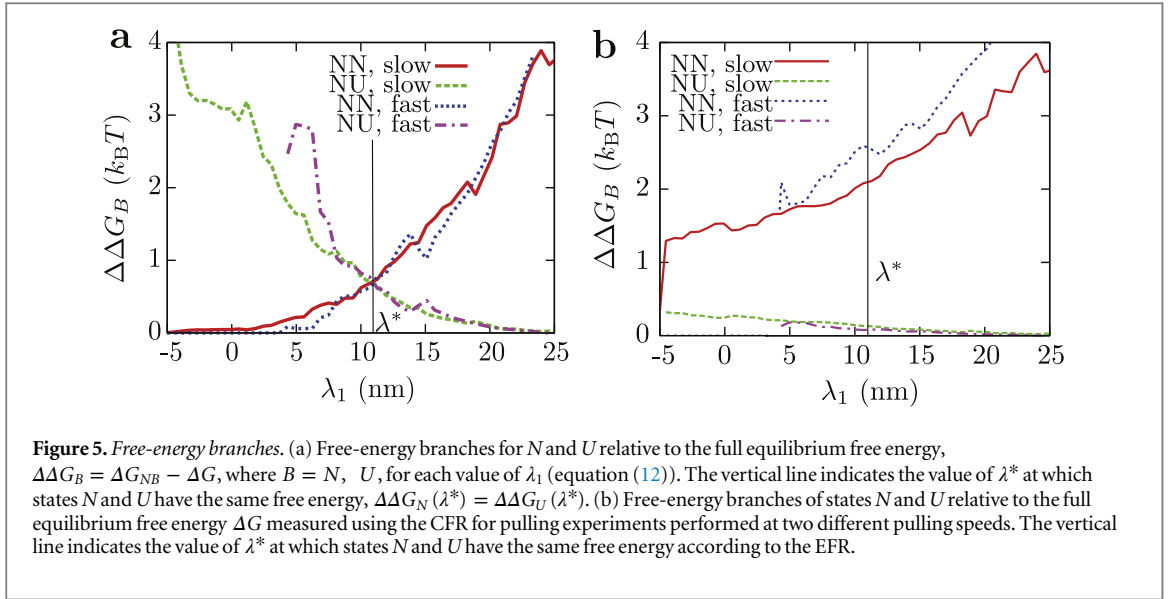 a
ΔΔG_B (k_BT)
4
3
2
1
0
NN, slow
NU, slow
NN, fast
NU, fast
λ*
-5 0 5 10 15 20 25
λ₁ (nm)
b
ΔΔG_B (k_BT)
4
3
2
1
0
NN, slow
NU, slow
NN, fast
NU, fast
λ*
-5 0 5 10 15 20 25
λ₁ (nm)
Figure 5. Free-energy branches. (a) Free-energy branches for N and U relative to the full equilibrium free energy,
ΔΔG_B = ΔG_NB − ΔG, where B = N, U, for each value of λ₁ (equation (12)). The vertical line indicates the value of λ* at which
states N and U have the same free energy, ΔΔG_N (λ*) = ΔΔG_U (λ*). (b) Free-energy branches of states N and U relative to the full
equilibrium free energy ΔG measured using the CFR for pulling experiments performed at two different pulling speeds. The vertical
line indicates the value of λ* at which states N and U have the same free energy according to the EFR.